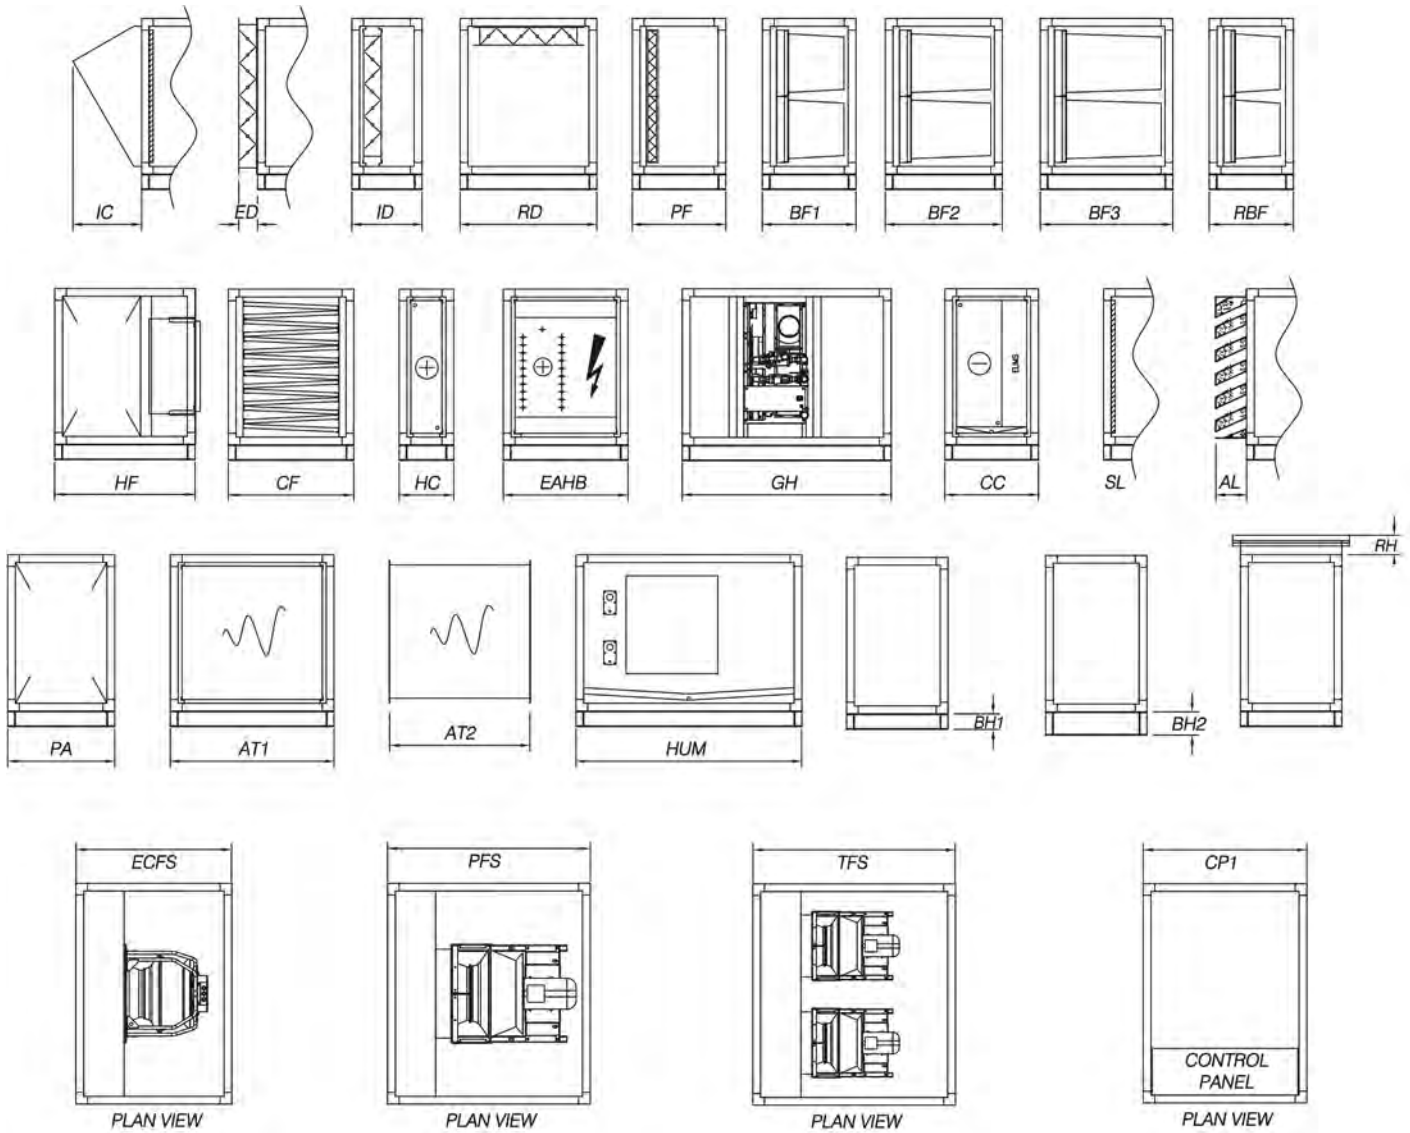 IC
ED
ID
RD
PF
BF1
BF2
BF3
RBF
HF
CF
HC
EAHB
GH
ELIMS
CC
SL
AL
RH
PA
AT1
AT2
HUM
BH1
BH2
ECFS
PFS
TFS
CP1
CONTROL
PANEL
PLAN VIEW
PLAN VIEW
PLAN VIEW
PLAN VIEW